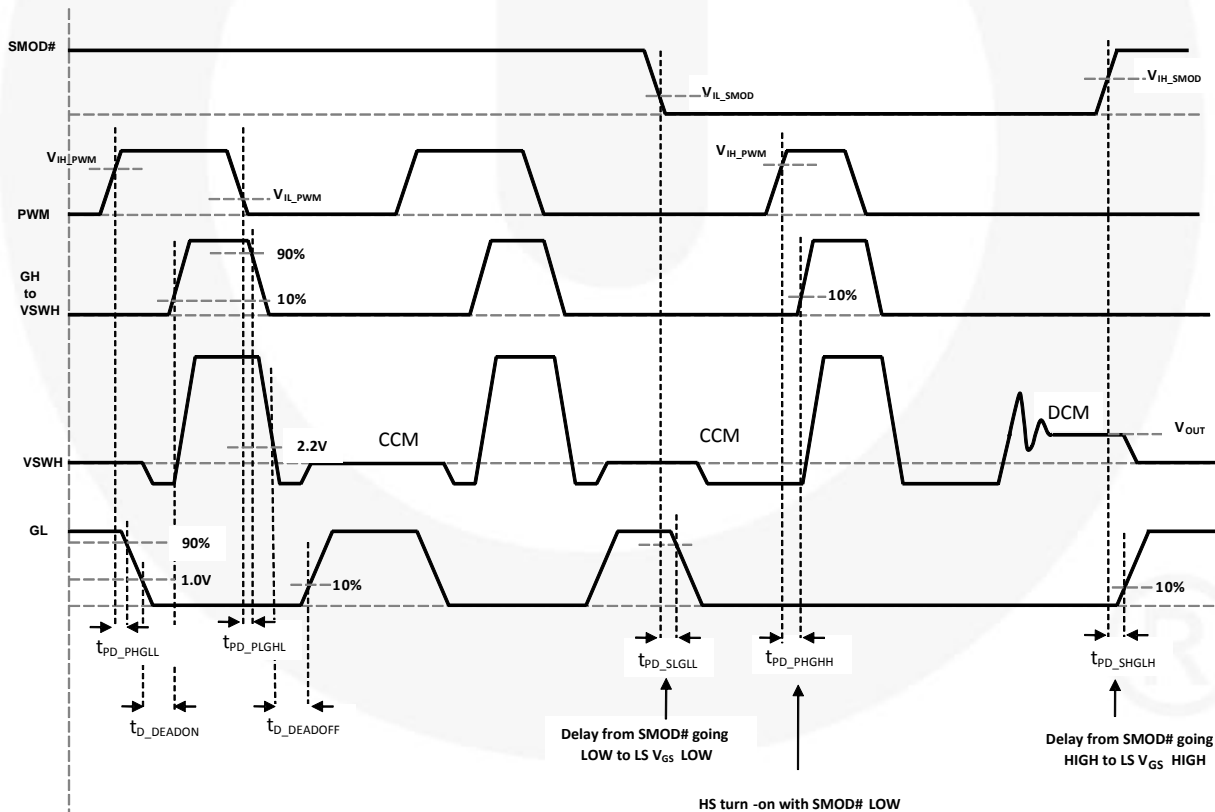 SMOD#
V_IL_SMOD
V_IH_SMOD
V_IH_PWM
V_IH_PWM
V_IL_PWM
PWM
90%
GH
to
VSWH
10%
10%
DCM
V_OUT
CCM
CCM
2.2V
VSWH
GL
90%
1.0V
10%
10%
t_PD_PHGLL
t_PD_PLGHL
t_PD_SLGLL
t_PD_PHGHH
t_PD_SHGLH
t_D_DEADON
t_D_DEADOFF
Delay from SMOD# going
LOW to LS V_GS LOW
Delay from SMOD# going
HIGH to LS V_GS HIGH
HS turn -on with SMOD# LOW
®